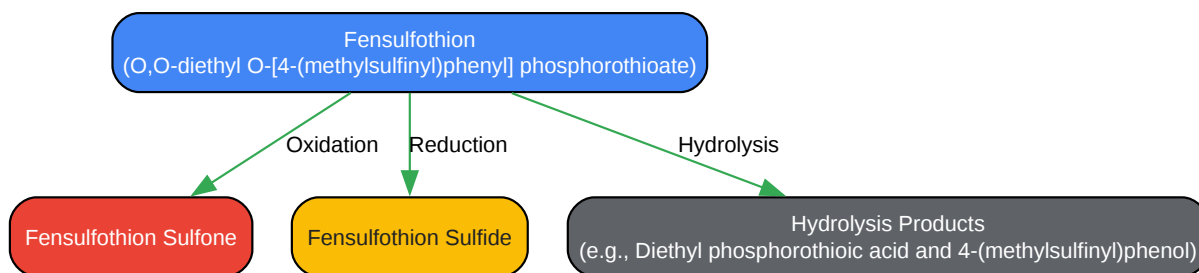 Fensulfothion
(O,O-diethyl O-[4-(methylsulfinyl)phenyl] phosphorothioate)
Oxidation
Reduction
Hydrolysis
Fensulfothion Sulfone
Fensulfothion Sulfide
Hydrolysis Products
(e.g., Diethyl phosphorothioic acid and 4-(methylsulfinyl)phenol)